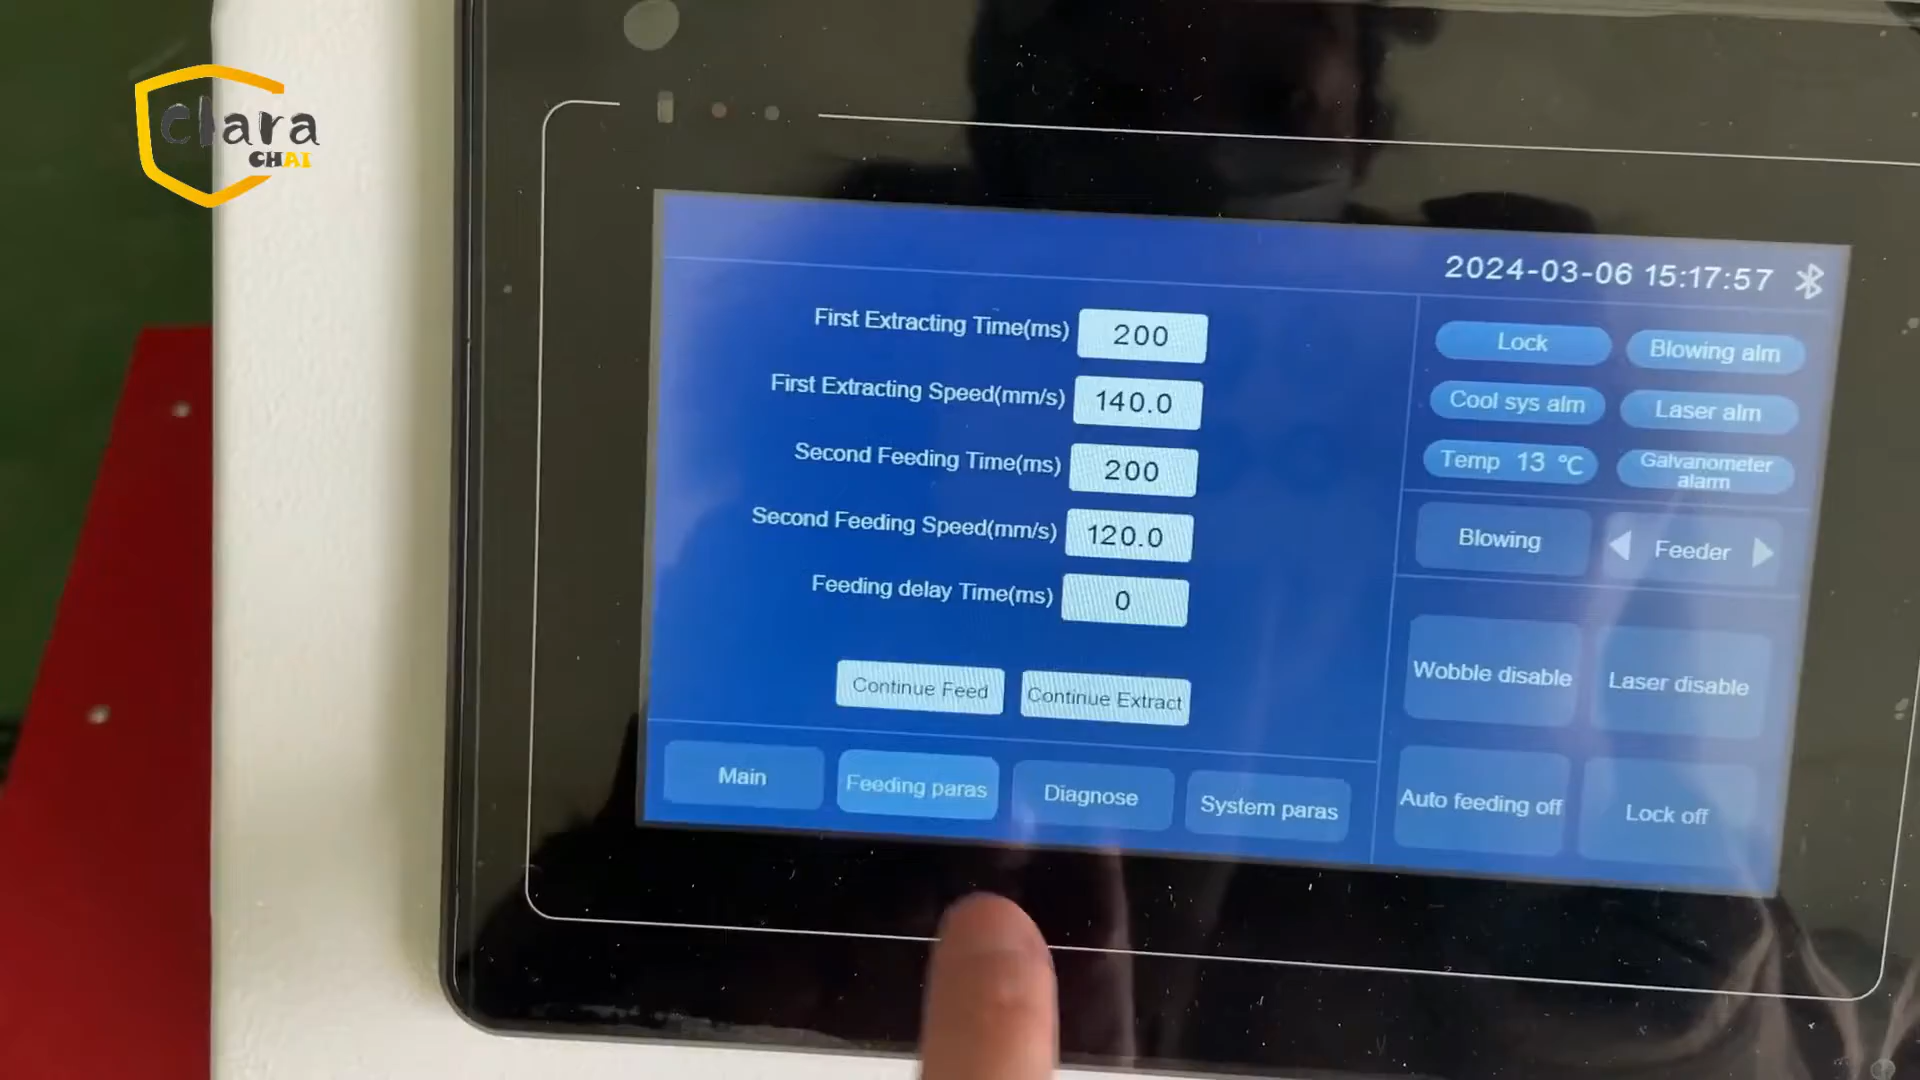 Clara
CHAI
2024-03-06 15:17:57
First Extracting Time(ms) 200
First Extracting Speed(mm/s) 140.0
Second Feeding Time(ms) 200
Second Feeding Speed(mm/s) 120.0
Feeding delay Time(ms) 0
Continue Feed Continue Extract
Main Feeding paras Diagnose System paras
Lock Blowing alm
Cool sys alm Laser alm
Temp 13 °C Galvanometer
alarm
Blowing Feeder
Wobble disable Laser disable
Auto feeding off Lock off